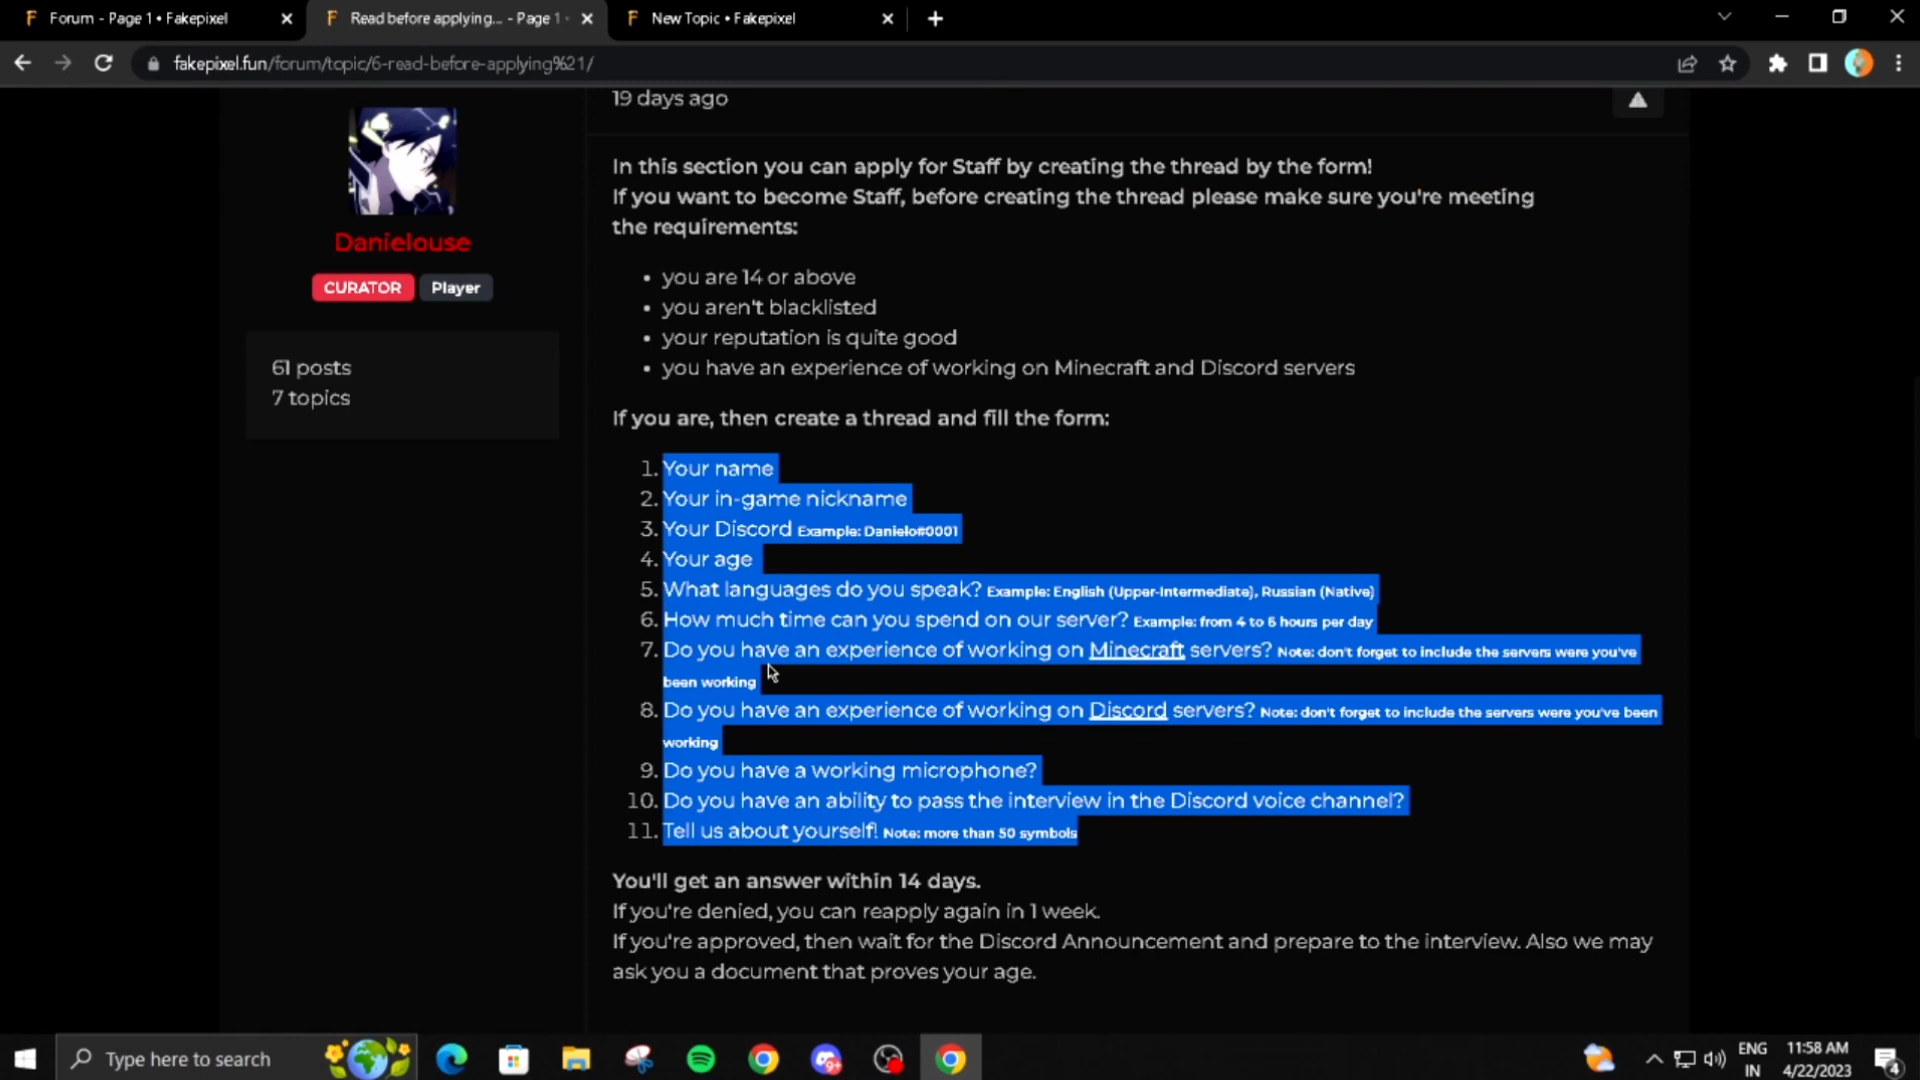 Forum - Page 1 • Fakepixel
Read before applying... - Page 1 •
New Topic • Fakepixel
fakepixel.fun/forum/topic/6-read-before-applying%21/
19 days ago
Danielouse
CURATOR
Player
61 posts
7 topics
In this section you can apply for Staff by creating the thread by the form!
If you want to become Staff, before creating the thread please make sure you're meeting
the requirements:
• you are 14 or above
• you aren't blacklisted
• your reputation is quite good
• you have an experience of working on Minecraft and Discord servers
If you are, then create a thread and fill the form:
1. Your name
2. Your in-game nickname
3. Your Discord Example: Danielo#0001
4. Your age
5. What languages do you speak? Example: English (Upper-Intermediate), Russian (Native)
6. How much time can you spend on our server? Example: from 4 to 6 hours per day
7. Do you have an experience of working on Minecraft servers? Note: don't forget to include the servers were you've
been working
8. Do you have an experience of working on Discord servers? Note: don't forget to include the servers were you've been
working
9. Do you have a working microphone?
10. Do you have an ability to pass the interview in the Discord voice channel?
11. Tell us about yourself! Note: more than 50 symbols
You'll get an answer within 14 days.
If you're denied, you can reapply again in 1 week.
If you're approved, then wait for the Discord Announcement and prepare to the interview. Also we may
ask you a document that proves your age.
Type here to search
9+
ENG
IN
11:58 AM
4/22/2023
4